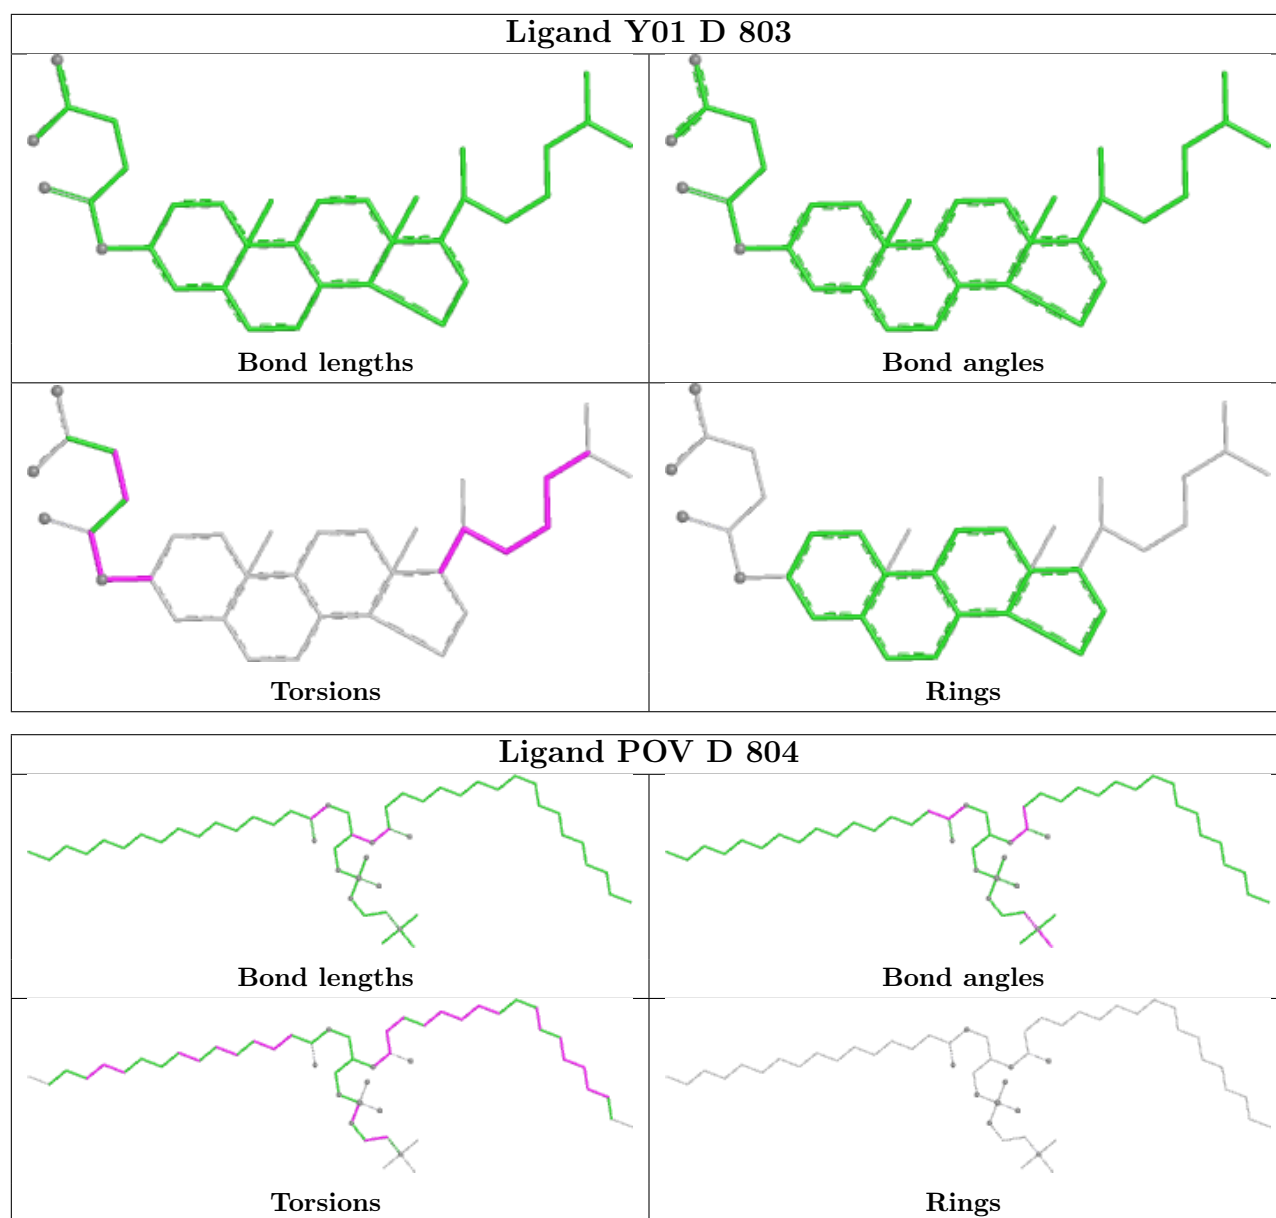 Ligand Y01 D 803
Bond lengths
Bond angles
Torsions
Rings
Ligand POV D 804
Bond lengths
Bond angles
Torsions
Rings